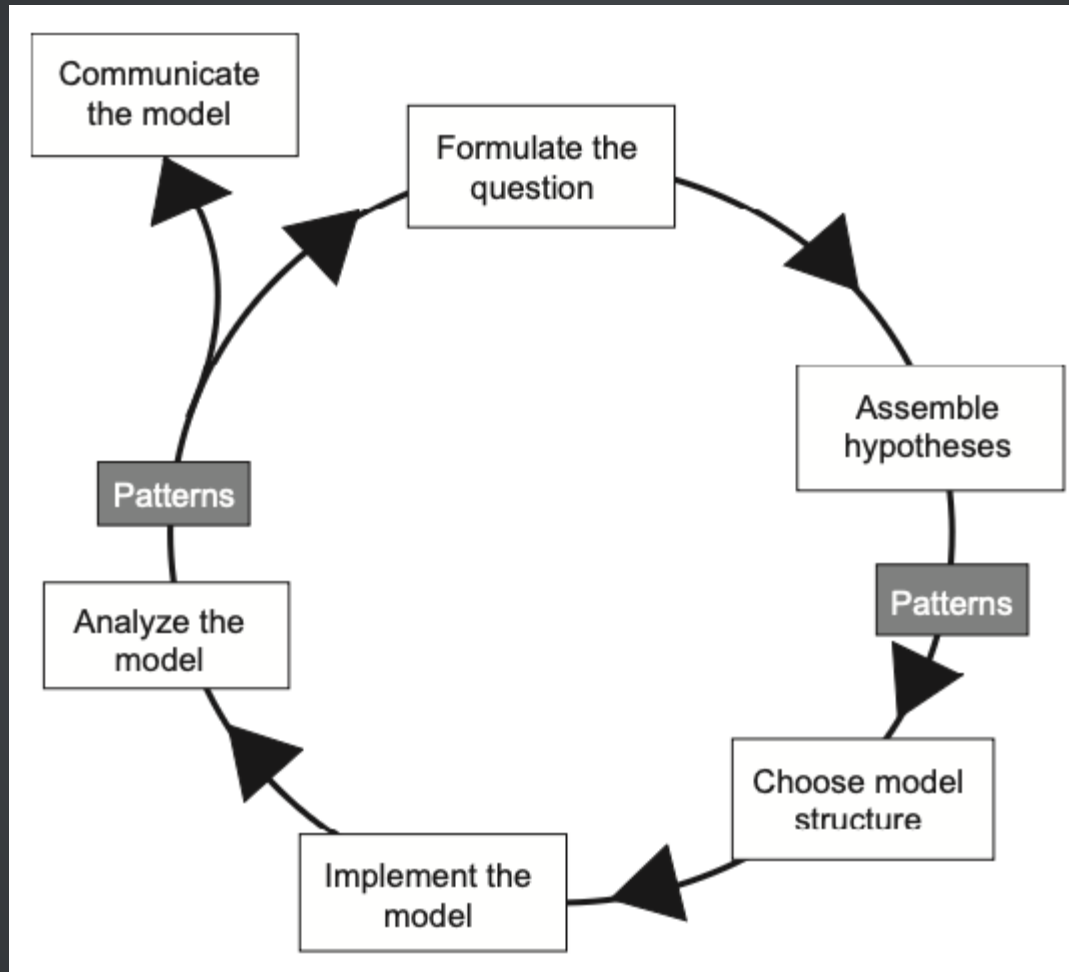 Communicate
the model
Formulate the
question
Assemble
hypotheses
Patterns
Choose model
structure
Implement the
model
Analyze the
model
Patterns